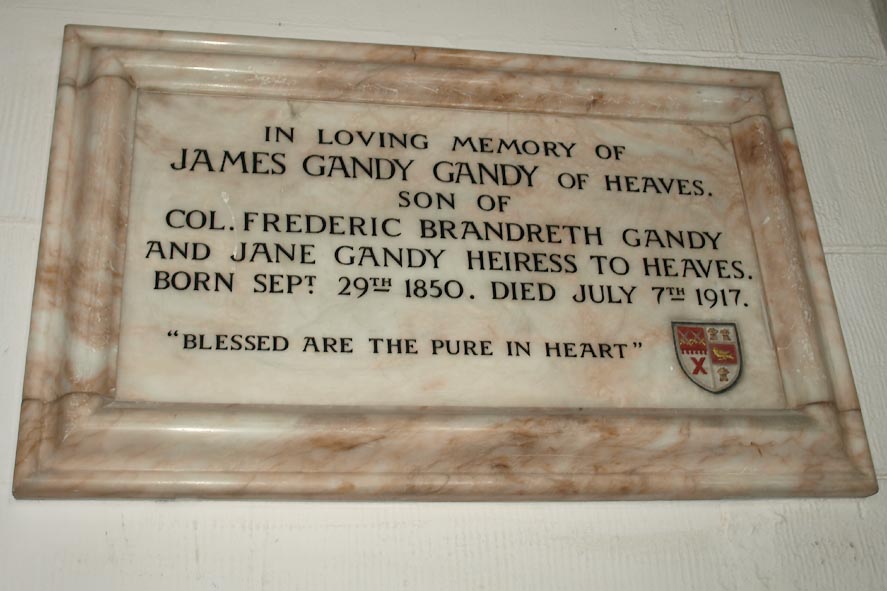 IN LOVING MEMORY OF
JAMES GANDY GANDY OF HEAVES.
SON OF
COL. FREDERIC BRANDRETH GANDY
AND JANE GANDY HEIRESS TO HEAVES.
BORN SEPT. 29TH 1850. DIED JULY 7TH 1917.
"BLESSED ARE THE PURE IN HEART"